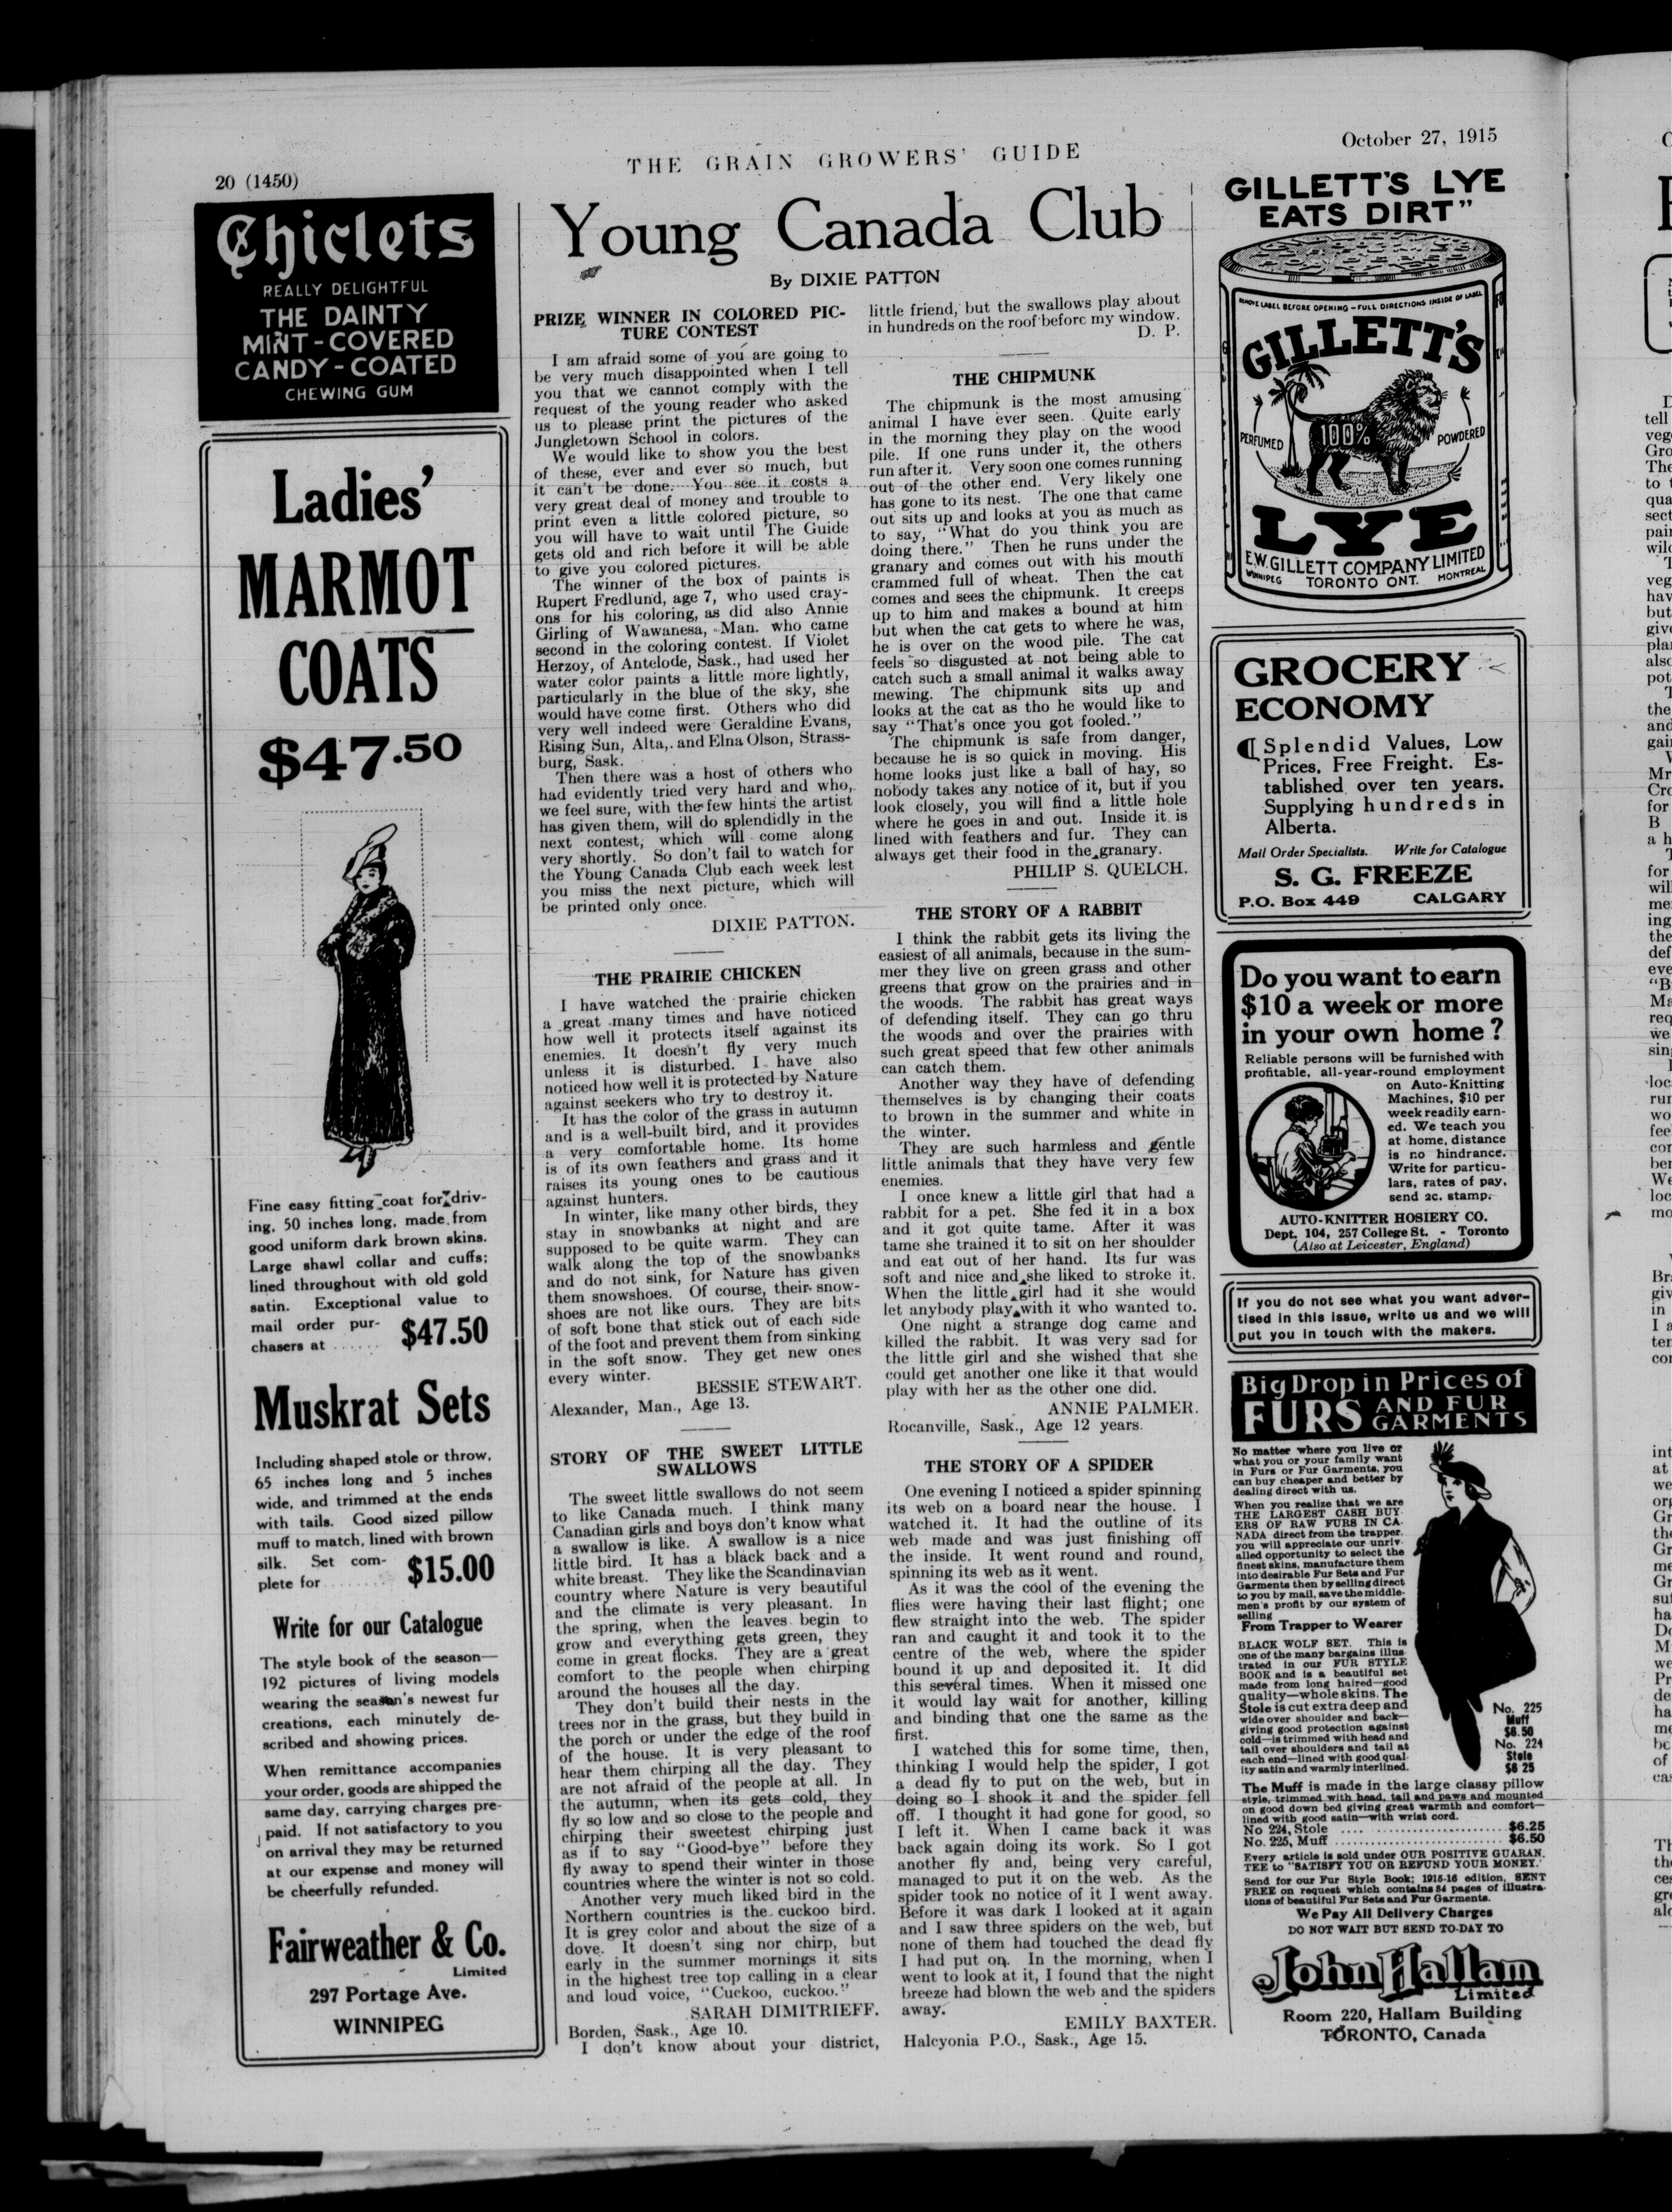 October 27, 1915
THE GRAIN GROWERS' GUIDE
20 (1450)
Chiclets
REALLY DELIGHTFUL
THE DAINTY
MINT-COVERED
CANDY-COATED
CHEWING GUM
Ladies'
MARMOT
COATS
$47.50
Fine easy fitting coat for driv-
ing, 50 inches long, made from
good uniform dark brown skins.
Large shawl collar and cuffs;
lined throughout with old gold
satin. Exceptional value to
mail order pur-
chasers at ....... $47.50
Muskrat Sets
Including shaped stole or throw,
65 inches long and 5 inches
wide, and trimmed at the ends
with tails. Good sized pillow
muff to match, lined with brown
silk. Set com-
plete for ......... $15.00
Write for our Catalogue
The style book of the season—
192 pictures of living models
wearing the season's newest fur
creations, each minutely de-
scribed and showing prices.
When remittance accompanies
your order, goods are shipped the
same day, carrying charges pre-
paid. If not satisfactory to you
on arrival they may be returned
at our expense and money will
be cheerfully refunded.
Fairweather & Co.
Limited
297 Portage Ave.
WINNIPEG
Young Canada Club
By DIXIE PATTON
PRIZE WINNER IN COLORED PIC-
TURE CONTEST
I am afraid some of you are going to
be very much disappointed when I tell
you that we cannot comply with the
request of the young reader who asked
us to please print the pictures of the
Jungletown School in colors.
We would like to show you the best
of these, ever and ever so much, but
it can't be done. You see it costs a
very great deal of money and trouble to
print even a little colored picture, so
you will have to wait until The Guide
gets old and rich before it will be able
to give you colored pictures.
The winner of the box of paints is
Rupert Fredlund, age 7, who used cray-
ons for his coloring, as did also Annie
Girling of Wawanesa, Man. who came
second in the coloring contest. If Violet
Herzoy, of Antelode, Sask., had used her
water color paints a little more lightly,
particularly in the blue of the sky, she
would have come first. Others who did
very well indeed were Geraldine Evans,
Rising Sun, Alta,. and Elna Olson, Strass-
burg, Sask.
Then there was a host of others who
had evidently tried very hard and who,
we feel sure, with the few hints the artist
has given them, will do splendidly in the
next contest, which will come along
very shortly. So don't fail to watch for
the Young Canada Club each week lest
you miss the next picture, which will
be printed only once.
DIXIE PATTON.
THE PRAIRIE CHICKEN
I have watched the prairie chicken
a great many times and have noticed
how well it protects itself against its
enemies. It doesn't fly very much
unless it is disturbed. I have also
noticed how well it is protected by Nature
against seekers who try to destroy it.
It has the color of the grass in autumn
and is a well-built bird, and it provides
a very comfortable home. Its home
is of its own feathers and grass and it
raises its young ones to be cautious
against hunters.
In winter, like many other birds, they
stay in snowbanks at night and are
supposed to be quite warm. They can
walk along the top of the snowbanks
and do not sink, for Nature has given
them snowshoes. Of course, their snow-
shoes are not like ours. They are bits
of soft bone that stick out of each side
of the foot and prevent them from sinking
in the soft snow. They get new ones
every winter.
BESSIE STEWART.
Alexander, Man., Age 13.
STORY OF THE SWEET LITTLE
SWALLOWS
The sweet little swallows do not seem
to like Canada much. I think many
Canadian girls and boys don't know what
a swallow is like. A swallow is a nice
little bird. It has a black back and a
white breast. They like the Scandinavian
country where Nature is very beautiful
and the climate is very pleasant. In
the spring, when the leaves begin to
grow and everything gets green, they
come in great flocks. They are a great
comfort to the people when chirping
around the houses all the day.
They don't build their nests in the
trees nor in the grass, but they build in
the porch or under the edge of the roof
of the house. It is very pleasant to
hear them chirping all the day. They
are not afraid of the people at all. In
the autumn, when its gets cold, they
fly so low and so close to the people and
chirping their sweetest chirping just
as if to say "Good-bye" before they
fly away to spend their winter in those
countries where the winter is not so cold.
Another very much liked bird in the
Northern countries is the cuckoo bird.
It is grey color and about the size of a
dove. It doesn't sing nor chirp, but
early in the summer mornings it sits
in the highest tree top calling in a clear
and loud voice, "Cuckoo, cuckoo."
SARAH DIMITRIEFF.
Borden, Sask., Age 10.
I don't know about your district,
little friend, but the swallows play about
in hundreds on the roof before my window.
D. P.
THE CHIPMUNK
The chipmunk is the most amusing
animal I have ever seen. Quite early
in the morning they play on the wood
pile. If one runs under it, the others
run after it. Very soon one comes running
out of the other end. Very likely one
has gone to its nest. The one that came
out sits up and looks at you as much as
to say, "What do you think you are
doing there." Then he runs under the
granary and comes out with his mouth
crammed full of wheat. Then the cat
comes and sees the chipmunk. It creeps
up to him and makes a bound at him
but when the cat gets to where he was,
he is over on the wood pile. The cat
feels so disgusted at not being able to
catch such a small animal it walks away
mewing. The chipmunk sits up and
looks at the cat as tho he would like to
say "That's once you got fooled."
The chipmunk is safe from danger,
because he is so quick in moving. His
home looks just like a ball of hay, so
nobody takes any notice of it, but if you
look closely, you will find a little hole
where he goes in and out. Inside it is
lined with feathers and fur. They can
always get their food in the granary.
PHILIP S. QUELCH.
THE STORY OF A RABBIT
I think the rabbit gets its living the
easiest of all animals, because in the sum-
mer they live on green grass and other
greens that grow on the prairies and in
the woods. The rabbit has great ways
of defending itself. They can go thru
the woods and over the prairies with
such great speed that few other animals
can catch them.
Another way they have of defending
themselves is by changing their coats
to brown in the summer and white in
the winter.
They are such harmless and gentle
little animals that they have very few
enemies.
I once knew a little girl that had a
rabbit for a pet. She fed it in a box
and it got quite tame. After it was
tame she trained it to sit on her shoulder
and eat out of her hand. Its fur was
soft and nice and she liked to stroke it.
When the little girl had it she would
let anybody play with it who wanted to.
One night a strange dog came and
killed the rabbit. It was very sad for
the little girl and she wished that she
could get another one like it that would
play with her as the other one did.
ANNIE PALMER.
Rocanville, Sask., Age 12 years.
THE STORY OF A SPIDER
One evening I noticed a spider spinning
its web on a board near the house. I
watched it. It had the outline of its
web made and was just finishing off
the inside. It went round and round,
spinning its web as it went.
As it was the cool of the evening the
flies were having their last flight; one
flew straight into the web. The spider
ran and caught it and took it to the
centre of the web, where the spider
bound it up and deposited it. It did
this several times. When it missed one
it would lay wait for another, killing
and binding that one the same as the
first.
I watched this for some time, then,
thinking I would help the spider, I got
a dead fly to put on the web, but in
doing so I shook it and the spider fell
off. I thought it had gone for good, so
I left it. When I came back it was
back again doing its work. So I got
another fly and, being very careful,
managed to put it on the web. As the
spider took no notice of it I went away.
Before it was dark I looked at it again
and I saw three spiders on the web, but
none of them had touched the dead fly
I had put on. In the morning, when I
went to look at it, I found that the night
breeze had blown the web and the spiders
away.
EMILY BAXTER.
Halcyonia P.O., Sask., Age 15.
GILLETT'S LYE
EATS DIRT"
REMOVE LABEL BEFORE OPENING - FULL DIRECTIONS INSIDE OF LABEL
GILLETT'S
PERFUMED
100%
POWDERED
LYE
E.W. GILLETT COMPANY LIMITED
WINNIPEG TORONTO ONT. MONTREAL
GROCERY
ECONOMY
¶ Splendid Values, Low
Prices, Free Freight. Es-
tablished over ten years.
Supplying hundreds in
Alberta.
Mail Order Specialists. Write for Catalogue
S. G. FREEZE
P.O. Box 449 CALGARY
Do you want to earn
$10 a week or more
in your own home?
Reliable persons will be furnished with
profitable, all-year-round employment
on Auto-Knitting
Machines, $10 per
week readily earn-
ed. We teach you
at home, distance
is no hindrance.
Write for particu-
lars, rates of pay,
send 2c. stamp.
AUTO-KNITTER HOSIERY CO.
Dept. 104, 257 College St. - Toronto
(Also at Leicester, England)
If you do not see what you want adver-
tised in this issue, write us and we will
put you in touch with the makers.
Big Drop in Prices of
FURS AND FUR
GARMENTS
No matter where you live or
what you or your family want
in Furs or Fur Garments, you
can buy cheaper and better by
dealing direct with us.
When you realize that we are
THE LARGEST CASH BUY
ERS OF RAW FURS IN CA-
NADA direct from the trapper.
you will appreciate our unriv
alled opportunity to select the
finest skins, manufacture them
into desirable Fur Sets and Fur
Garments then by selling direct
to you by mail, save the middle-
men's profit by our system of
selling
From Trapper to Wearer
BLACK WOLF SET. This is
one of the many bargains illus-
trated in our FUR STYLE
BOOK and is a beautiful set
made from long haired—good
quality—whole skins. The
Stole is cut extra deep and
wide over shoulder and back—
giving good protection against
cold—is trimmed with head and
tail over shoulders and tail at
each end—lined with good qual-
ity satin and warmly interlined.
No. 225
Muff
$6.50
No. 224
Stole
$6 25
The Muff is made in the large classy pillow
style, trimmed with head, tail and paws and mounted
on good down bed giving great warmth and comfort—
lined with good satin—with wrist cord.
No 224, Stole .......................... $6.25
No. 225, Muff .......................... $6.50
Every article is sold under OUR POSITIVE GUARAN.
TEE to "SATISFY YOU OR REFUND YOUR MONEY."
Send for our Fur Style Book; 1915-16 edition, SENT
FREE on request which contains 84 pages of illustra-
tions of beautiful Fur Sets and Fur Garments.
We Pay All Delivery Charges
DO NOT WAIT BUT SEND TO-DAY TO
John Hallam
Limited
Room 220, Hallam Building
TORONTO, Canada